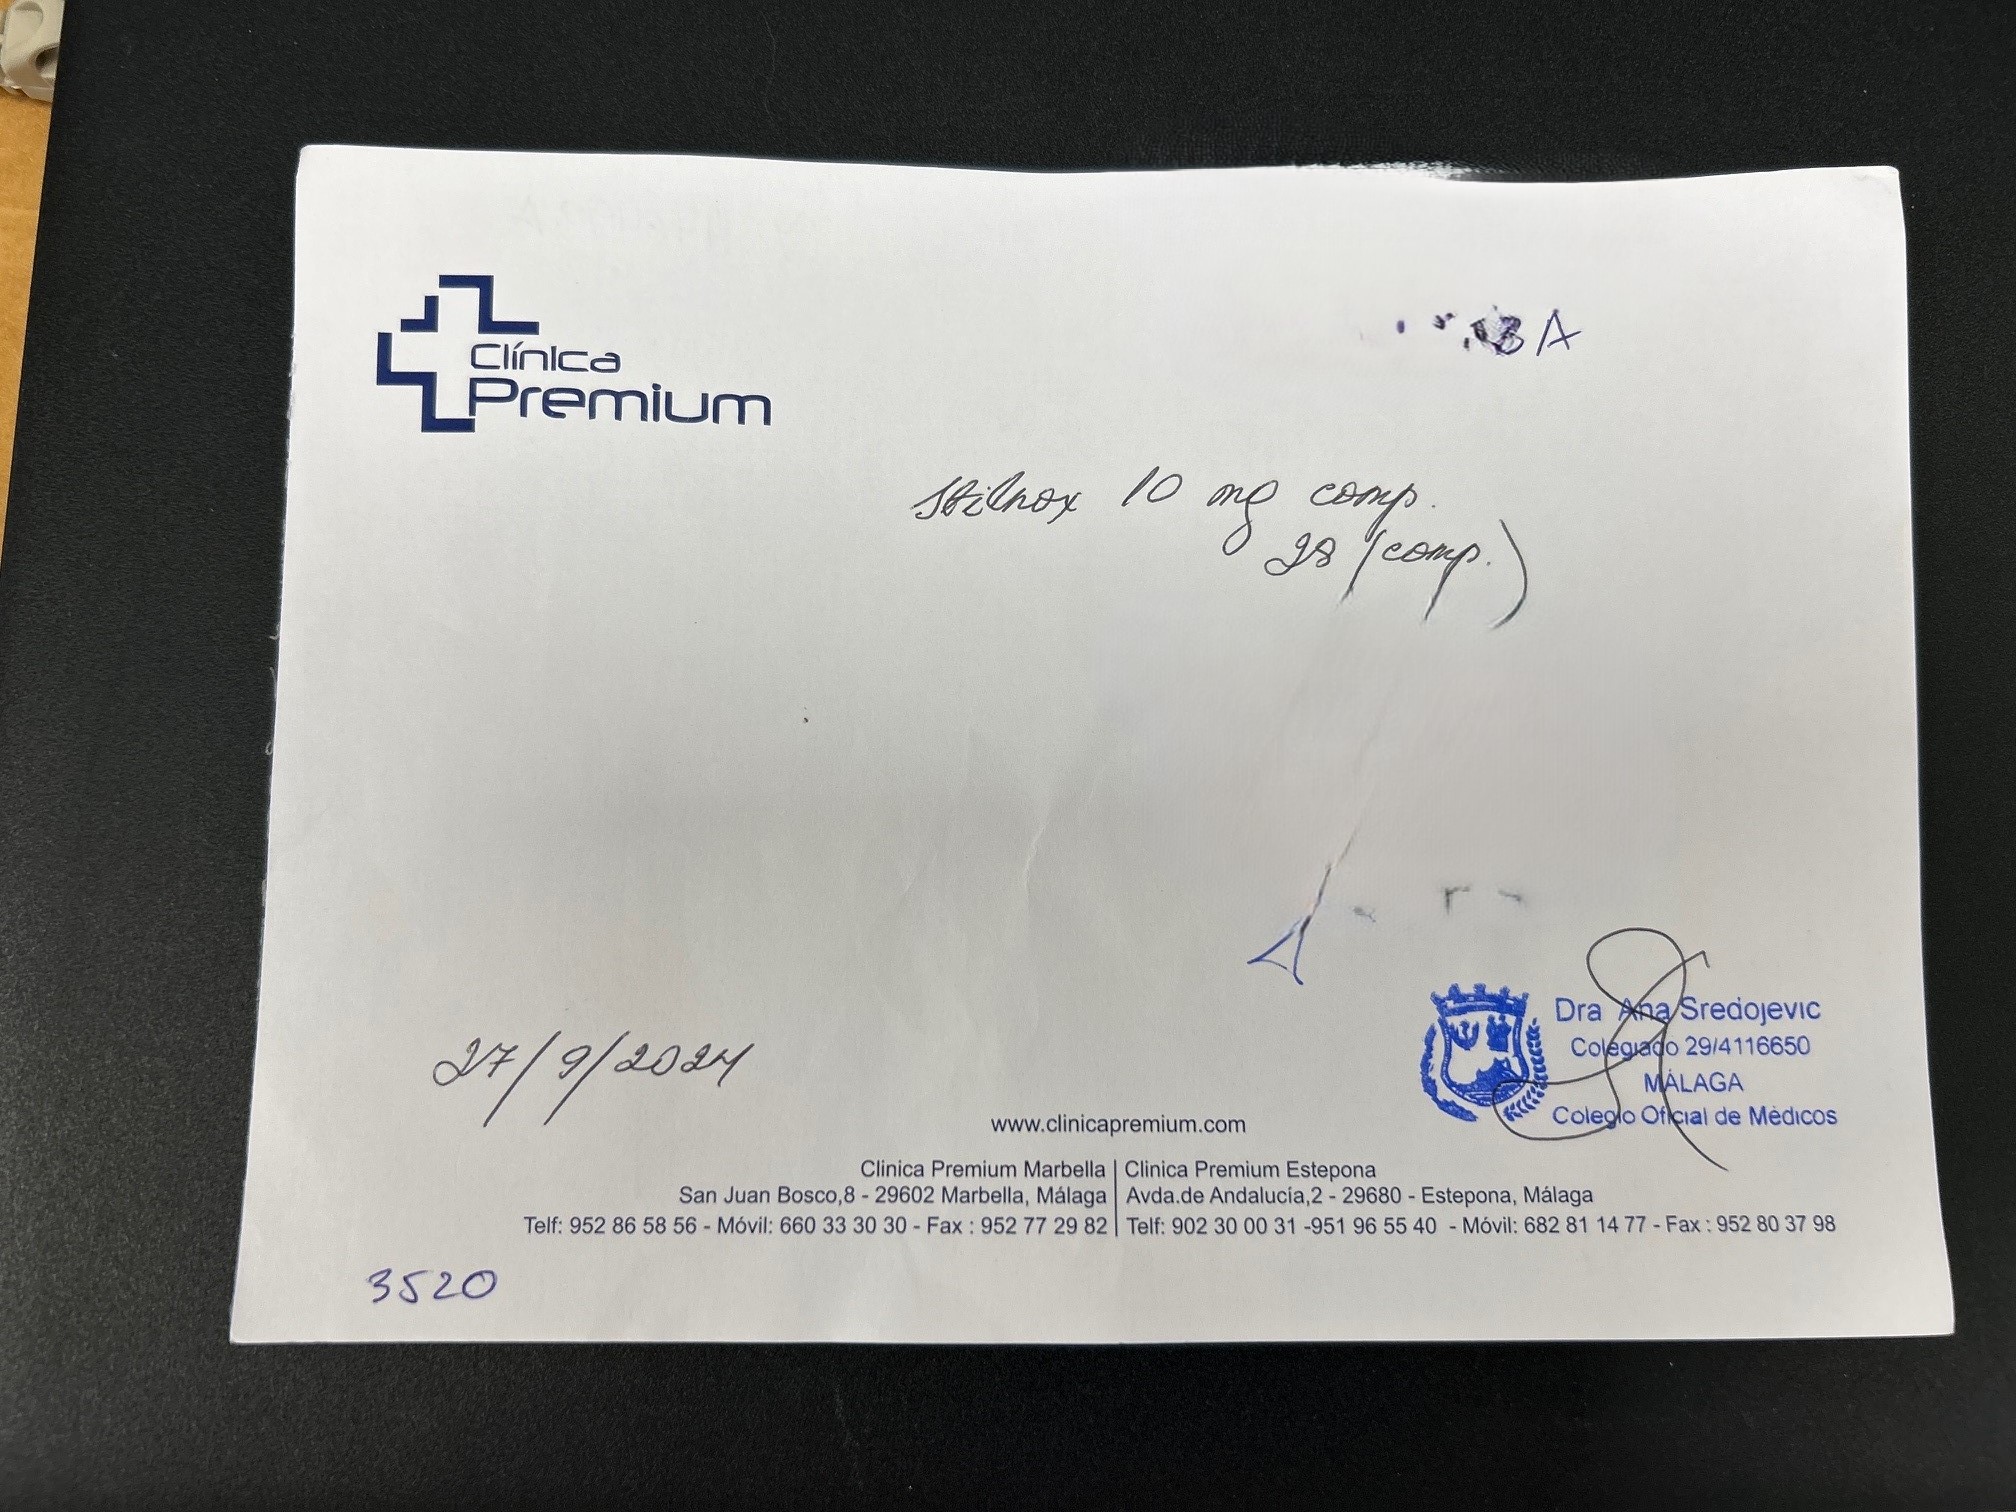 Clínica
Premium
3A
Stilnox 10 mg comp.
28 (comp.)
27/9/2024
Dra Ana Sredojevic
Colegiado 29/4116650
MÁLAGA
Colegio Oficial de Médicos
www.clinicapremium.com
Clinica Premium Marbella | Clinica Premium Estepona
San Juan Bosco,8 - 29602 Marbella, Málaga | Avda.de Andalucía,2 - 29680 - Estepona, Málaga
Telf: 952 86 58 56 - Móvil: 660 33 30 30 - Fax : 952 77 29 82 | Telf: 902 30 00 31 -951 96 55 40 - Móvil: 682 81 14 77 - Fax : 952 80 37 98
3520